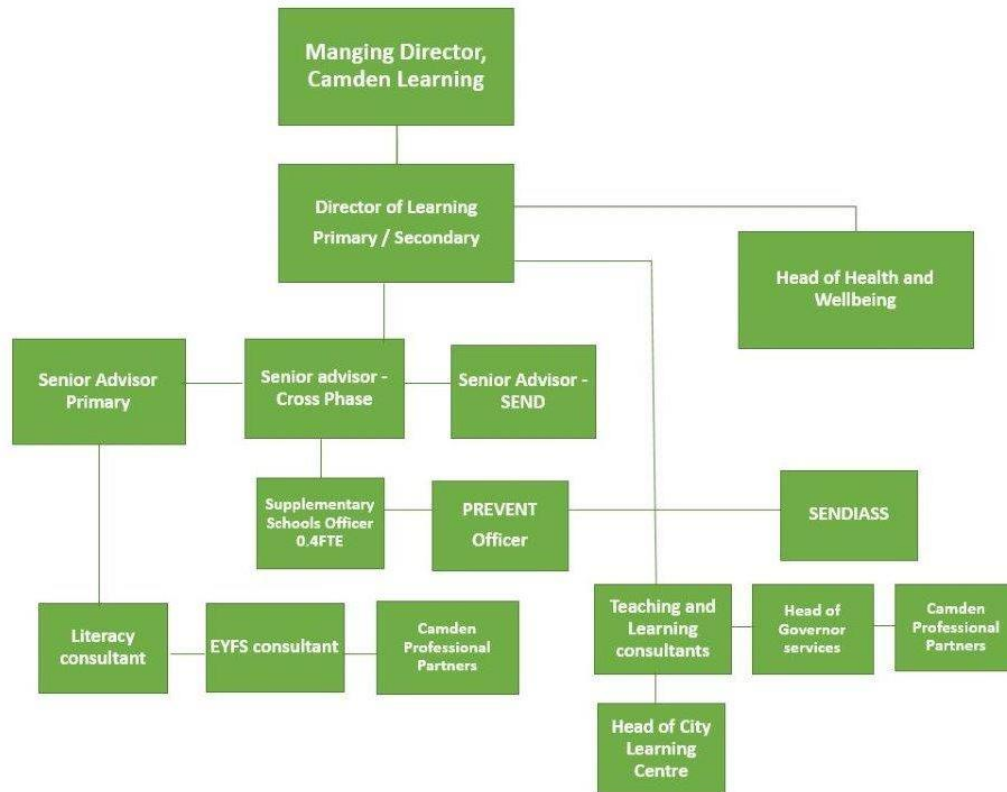 Manging Director,
Camden Learning
Director of Learning
Primary / Secondary
Head of Health and
Wellbeing
Senior Advisor
Primary
Senior advisor -
Cross Phase
Senior Advisor -
SEND
Supplementary
Schools Officer
0.4FTE
PREVENT
Officer
SENDIASS
Literacy
consultant
EYFS consultant
Camden
Professional
Partners
Teaching and
Learning
consultants
Head of
Governor
services
Camden
Professional
Partners
Head of City
Learning
Centre